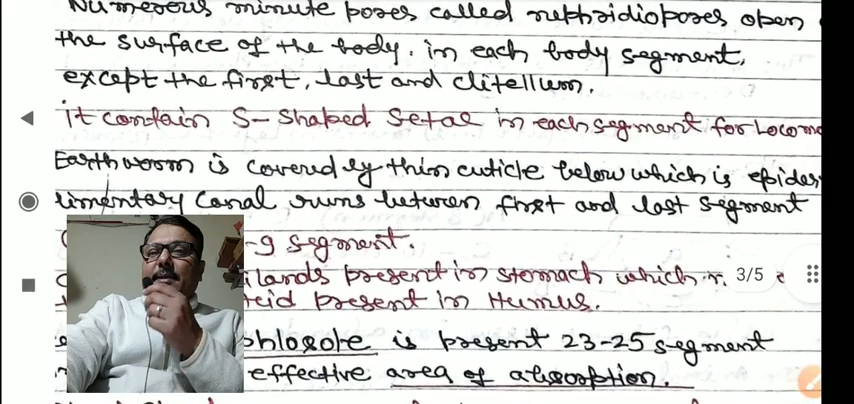 Numerous minute pores called nephridiopores open
the surface of the body. in each body segment,
except the first, last and clitellum.
it contain S-shaped Setae in each segment for Locomo
Earthworm is covered by thin cuticle below which is epider
limentary Canal runs between first and last segment
-9 segment.
lands present in stomach which
3/5
cid present in Humus.
phlosole is present 23-25 segment
effective area of absorption.